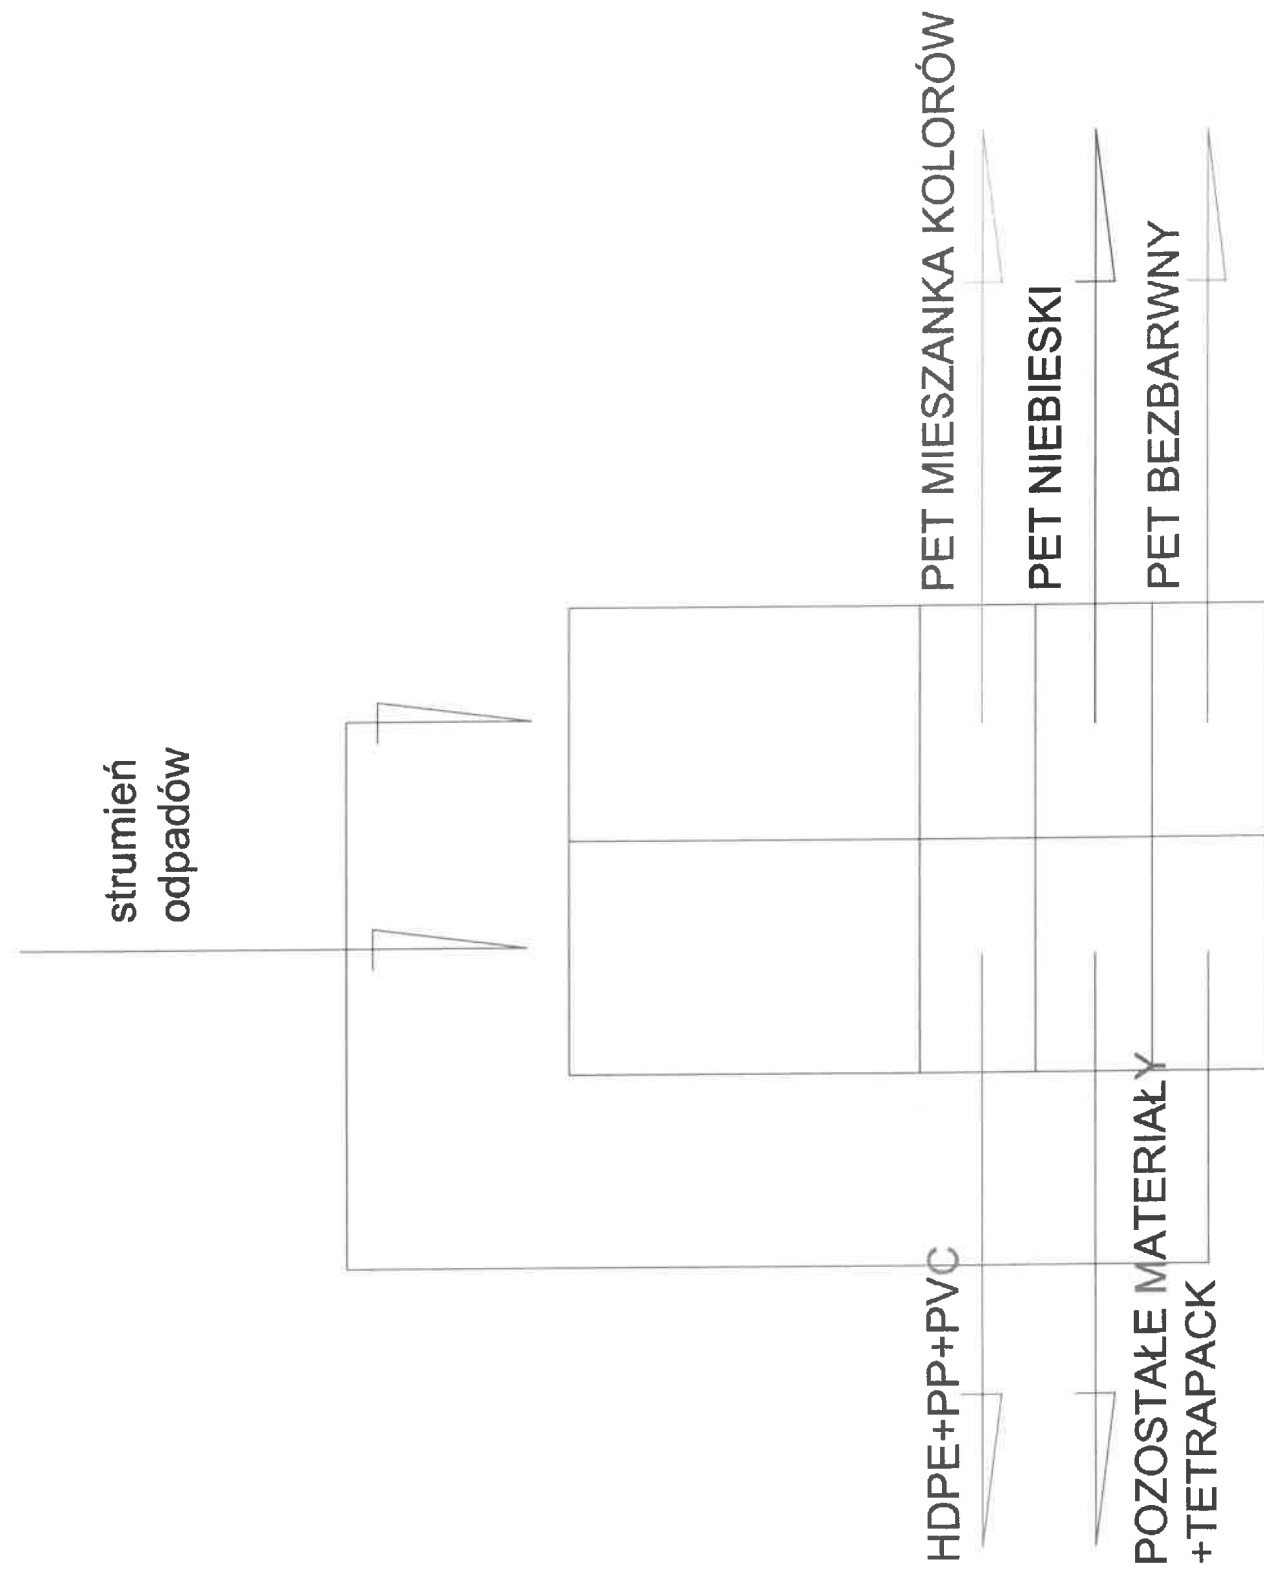 strumień
odpadów
PET MIESZANKA KOLORÓW
PET NIEBIESKI
PET BEZBARWNY
HDPE+PP+PVC
POZOSTAŁE MATERIAŁY
+TETRAPACK